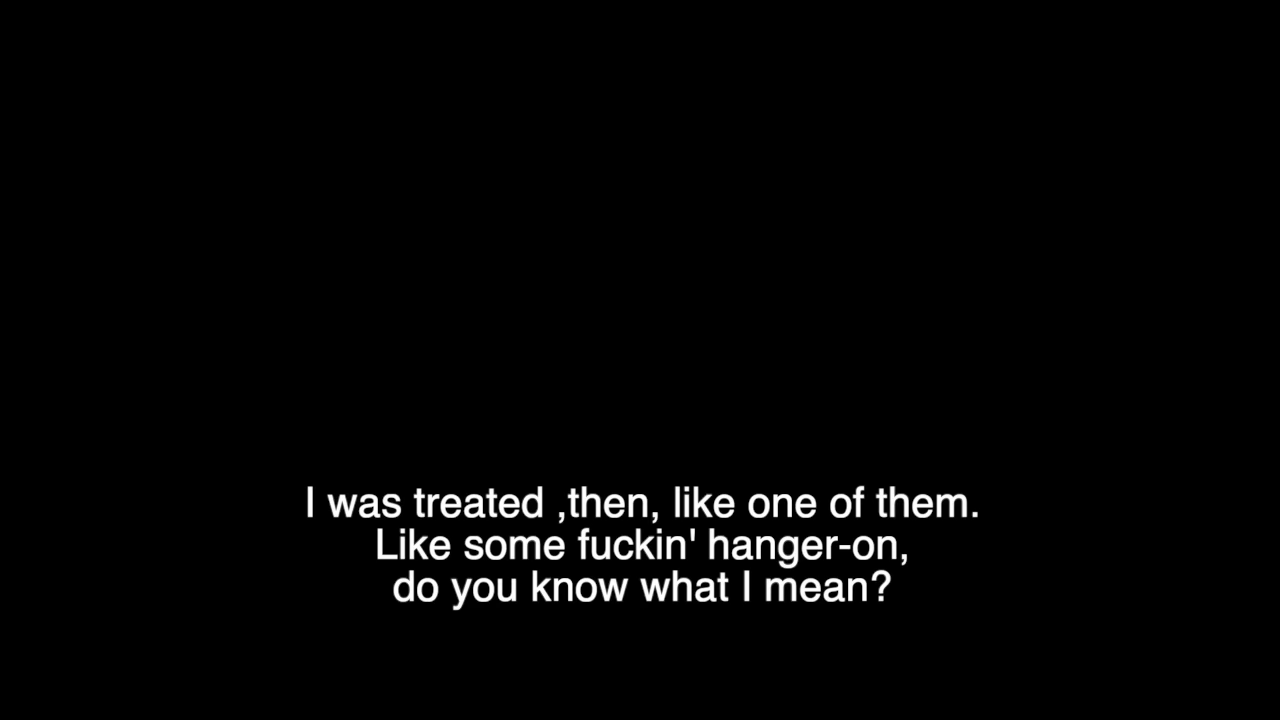 I was treated ,then, like one of them.
Like some fuckin' hanger-on,
do you know what I mean?